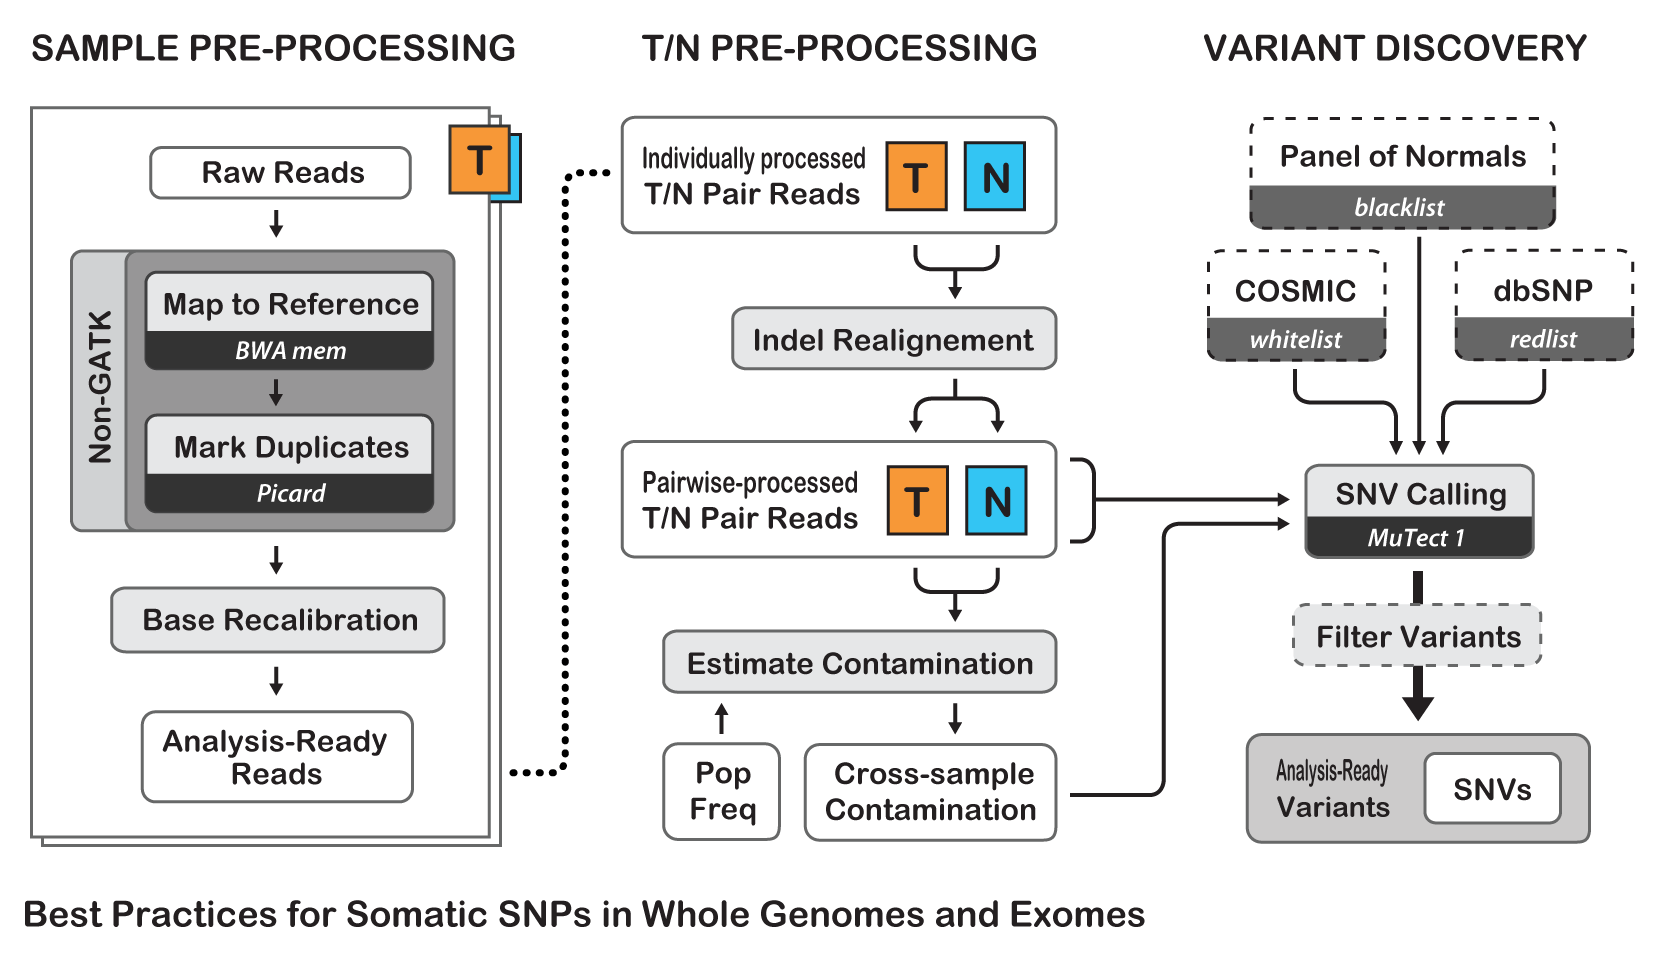 SAMPLE PRE-PROCESSING
T
Raw Reads
Non-GATK
Map to Reference
BWA mem
Mark Duplicates
Picard
Base Recalibration
Analysis-Ready
Reads
T/N PRE-PROCESSING
Individually processed
T/N Pair Reads
T N
Indel Realignement
Pairwise-processed
T/N Pair Reads
T N
Estimate Contamination
Pop
Freq
Cross-sample
Contamination
VARIANT DISCOVERY
Panel of Normals
blacklist
COSMIC
whitelist
dbSNP
redlist
SNV Calling
MuTect 1
Filter Variants
Analysis-Ready
Variants
SNVs
Best Practices for Somatic SNPs in Whole Genomes and Exomes